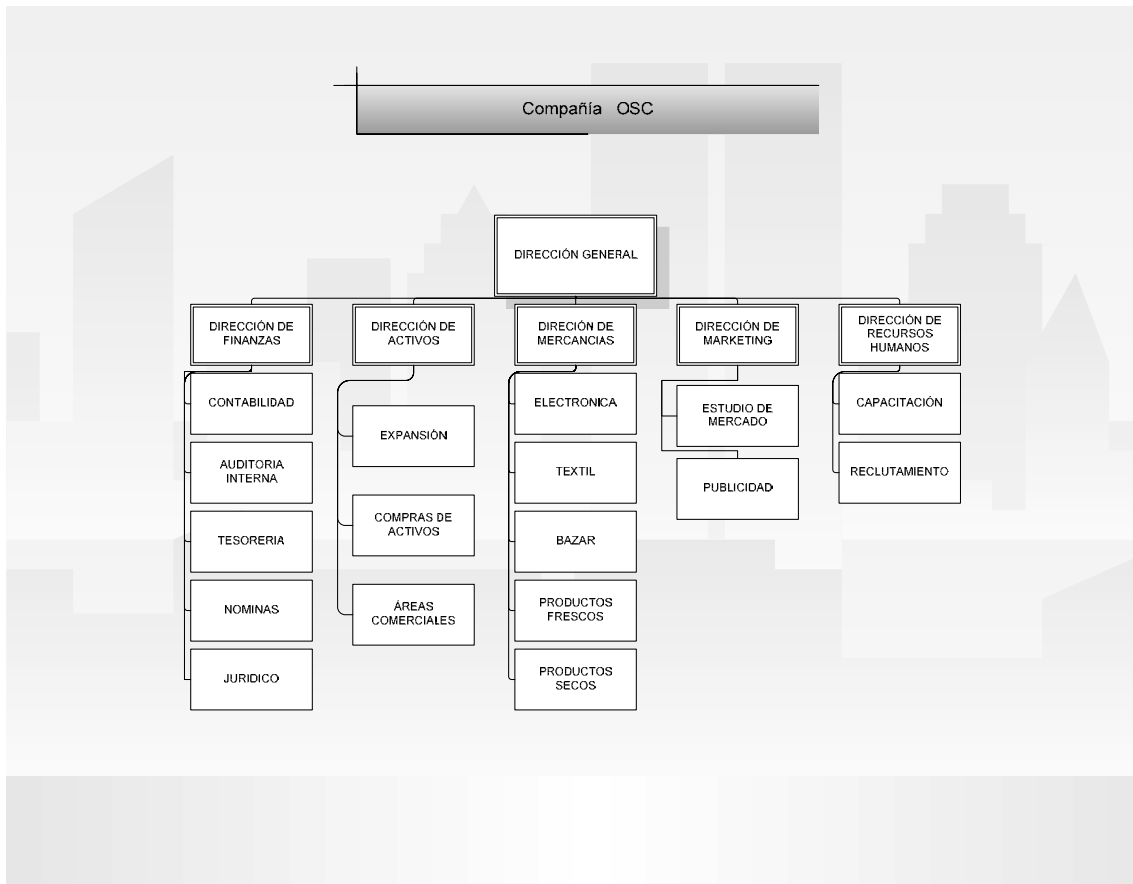 Compañía OSC
DIRECCIÓN GENERAL
DIRECCIÓN DE
FINANZAS
DIRECCIÓN DE
ACTIVOS
DIRECIÓN DE
MERCANCIAS
DIRECCIÓN DE
MARKETING
DIRECCIÓN DE
RECURSOS
HUMANOS
CONTABILIDAD
AUDITORIA
INTERNA
TESORERIA
NOMINAS
JURIDICO
EXPANSIÓN
COMPRAS DE
ACTIVOS
ÁREAS
COMERCIALES
ELECTRONICA
TEXTIL
BAZAR
PRODUCTOS
FRESCOS
PRODUCTOS
SECOS
ESTUDIO DE
MERCADO
PUBLICIDAD
CAPACITACIÓN
RECLUTAMIENTO